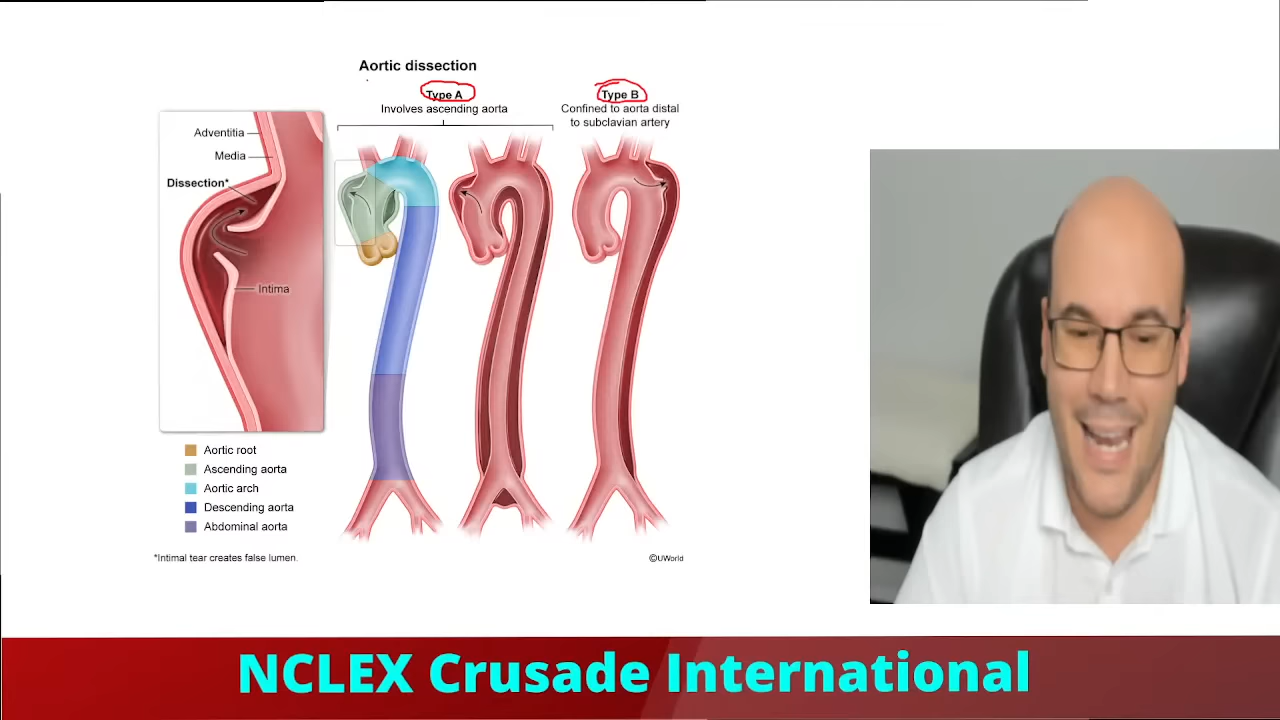 Aortic dissection
Type A
Involves ascending aorta
Type B
Confined to aorta distal
to subclavian artery
Adventitia
Media
Dissection*
Intima
Aortic root
Ascending aorta
Aortic arch
Descending aorta
Abdominal aorta
*Intimal tear creates false lumen.
©UWorld
NCLEX Crusade International